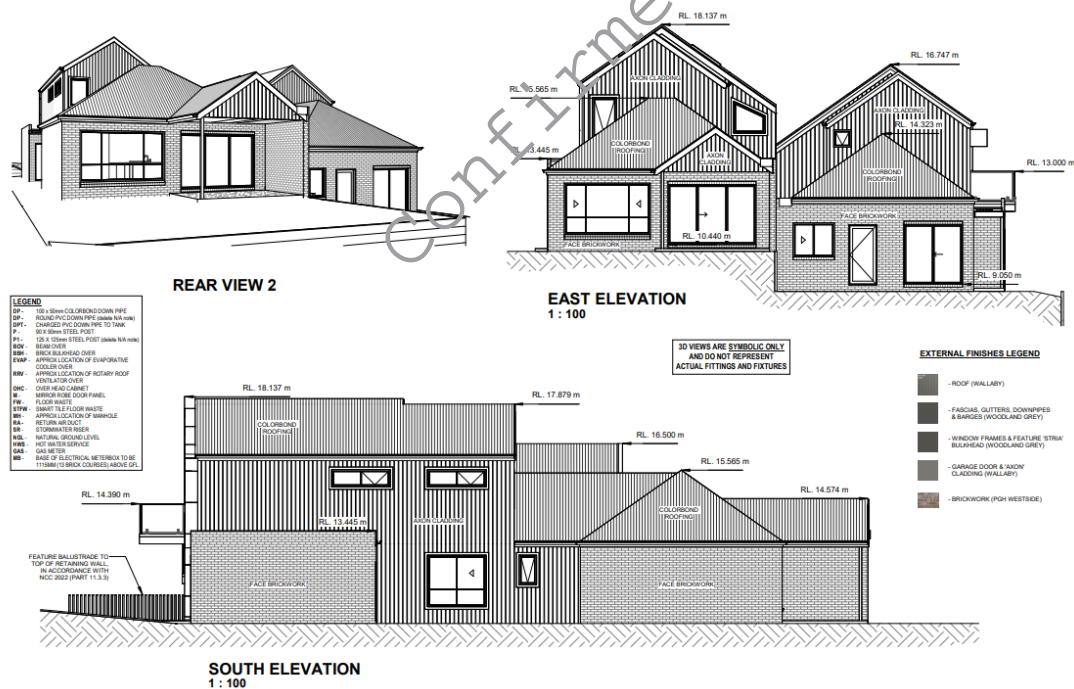 Confirme
REAR VIEW 2
RL. 18.137 m
AXON CLADDING
RL. 16.747 m
AXON CLADDING
RL. 14.323 m
COLORBOND
ROOFING
AXON
CLADDING
COLORBOND
ROOFING
RL. 13.000 m
FACE BRICKWORK
RL. 10.440 m
FACE BRICKWORK
RL. 9.050 m
EAST ELEVATION
1 : 100
LEGEND
DP - 100 x 50mm COLORBOND DOWN PIPE
DP - ROUND PVC DOWN PIPE (delete N/A note)
DPT - CHARGED PVC DOWN PIPE TO TANK
P - 90 X 90mm STEEL POST
P1 - 125 X 125mm STEEL POST (delete N/A note)
BOV - BEAM OVER
BBH - BRICK BULKHEAD OVER
EVAP - APPROX LOCATION OF EVAPORATIVE
COOLER OVER
RRV - APPROX LOCATION OF ROTARY ROOF
VENTILATOR OVER
OHC - OVER HEAD CABINET
M - MIRROR ROBE DOOR PANEL
FW - FLOOR WASTE
STFW - SMART TILE FLOOR WASTE
MH - APPROX LOCATION OF MANHOLE
RA - RETURN AIR DUCT
SR - STORMWATER RISER
NGL - NATURAL GROUND LEVEL
HWS - HOT WATER SERVICE
GAS - GAS METER
MB - BASE OF ELECTRICAL METERBOX TO BE
1115MM (13 BRICK COURSES) ABOVE GFL.
3D VIEWS ARE SYMBOLIC ONLY
AND DO NOT REPRESENT
ACTUAL FITTINGS AND FIXTURES
EXTERNAL FINISHES LEGEND
- ROOF (WALLABY)
- FASCIAS, GUTTERS, DOWNPIPES
& BARGES (WOODLAND GREY)
- WINDOW FRAMES & FEATURE 'STRIA'
BULKHEAD (WOODLAND GREY)
- GARAGE DOOR & 'AXON'
CLADDING (WALLABY)
- BRICKWORK (PGH WESTSIDE)
RL. 18.137 m
RL. 17.879 m
COLORBOND
ROOFING
RL. 16.500 m
RL. 15.565 m
RL. 14.390 m
RL. 14.574 m
COLORBOND
ROOFING
RL. 13.445 m
AXON CLADDING
FEATURE BALUSTRADE TO
TOP OF RETAINING WALL,
IN ACCORDANCE WITH
NCC 2022 (PART 11.3.3)
FACE BRICKWORK
FACE BRICKWORK
SOUTH ELEVATION
1 : 100